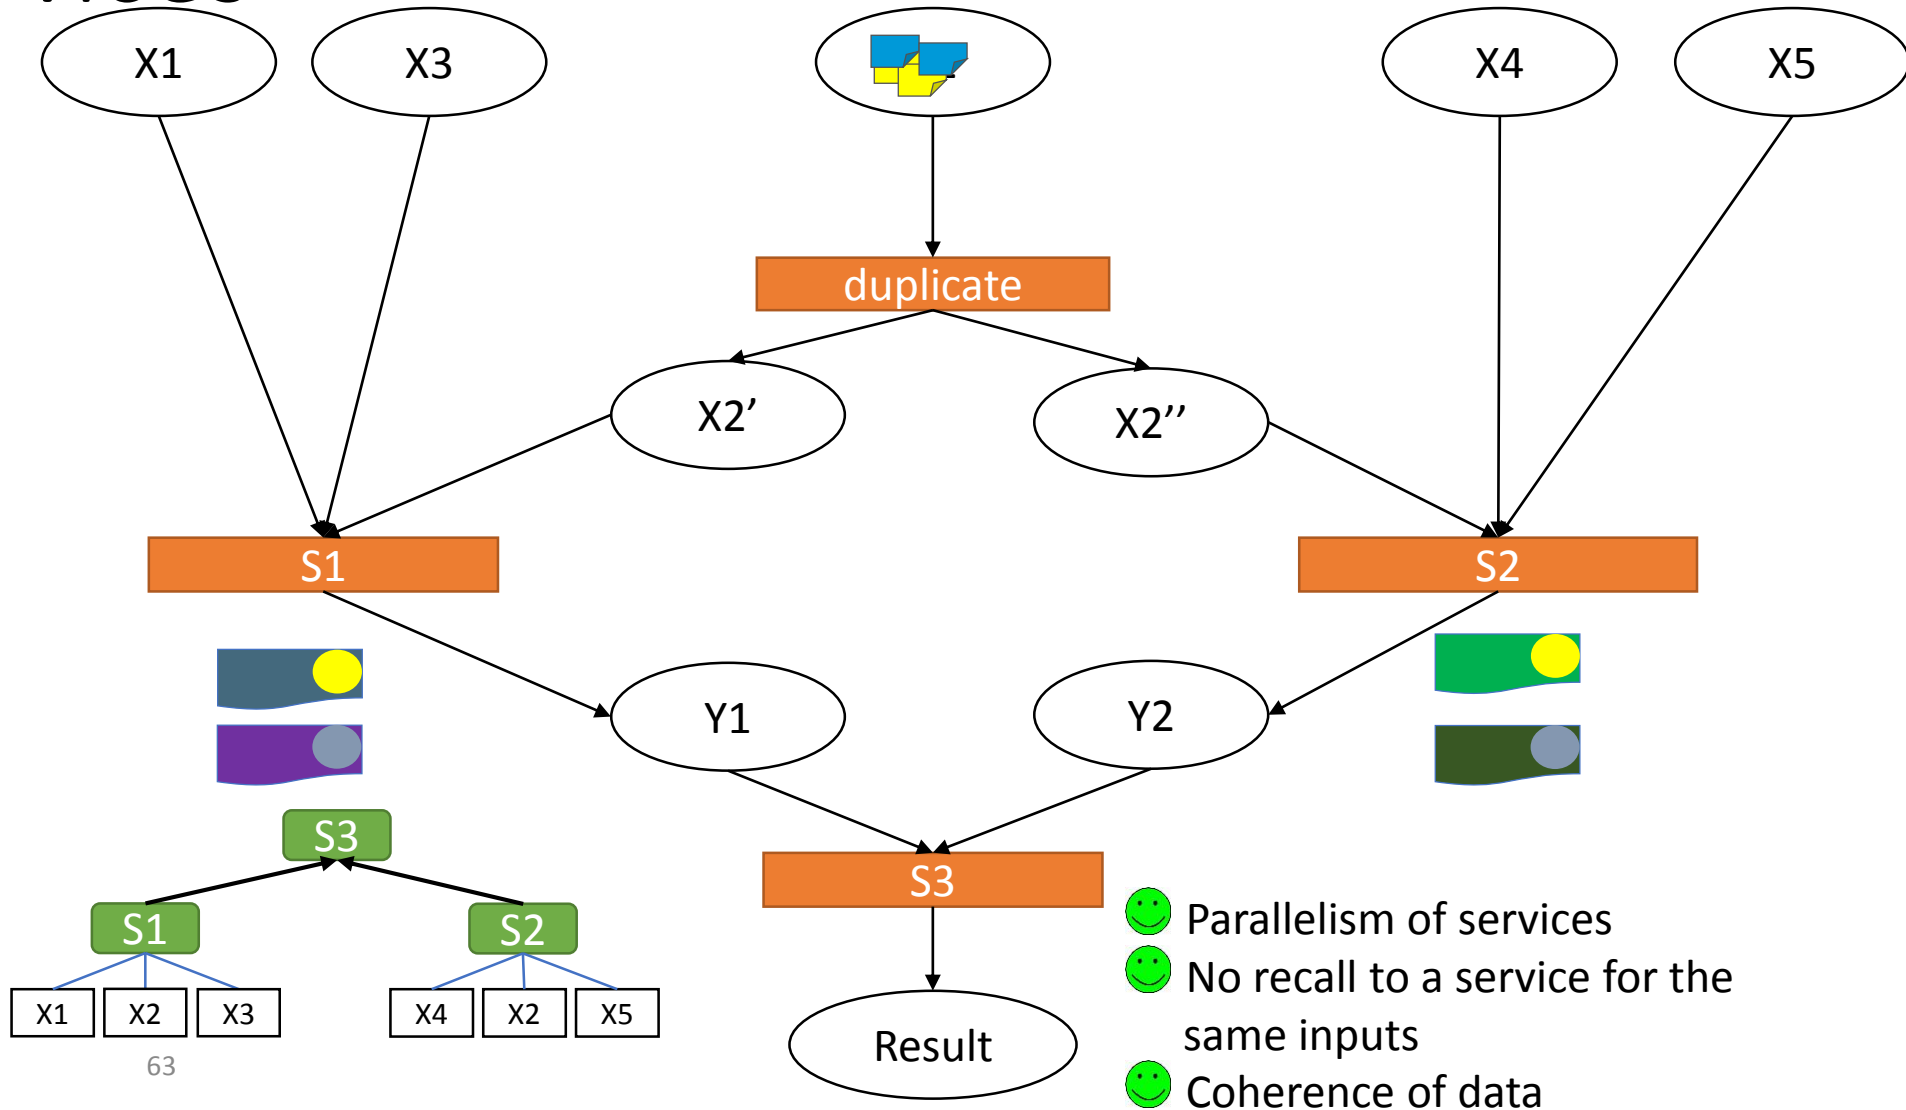 X1
X3
X4
X5
duplicate
X2’
X2’’
S1
S2
Y1
Y2
S3
S3
S1
S2
X1
X2
X3
X4
X2
X5
Result
Parallelism of services
No recall to a service for the
same inputs
Coherence of data
63